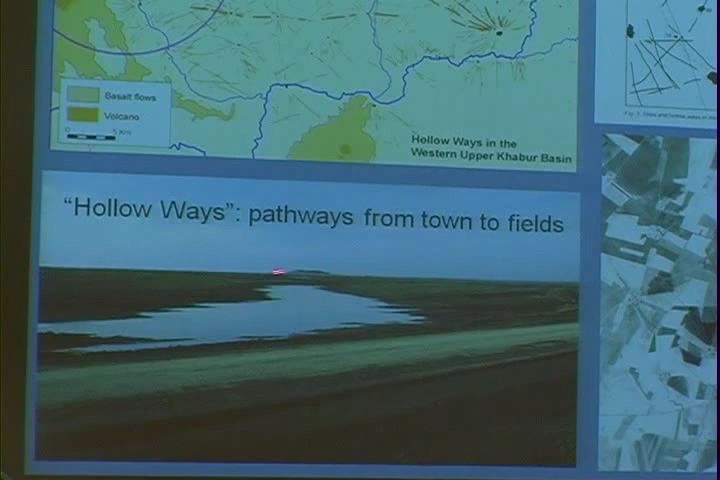 Basalt flows
Volcano
5 Km
Hollow Ways in the
Western Upper Khabur Basin
"Hollow Ways": pathways from town to fields